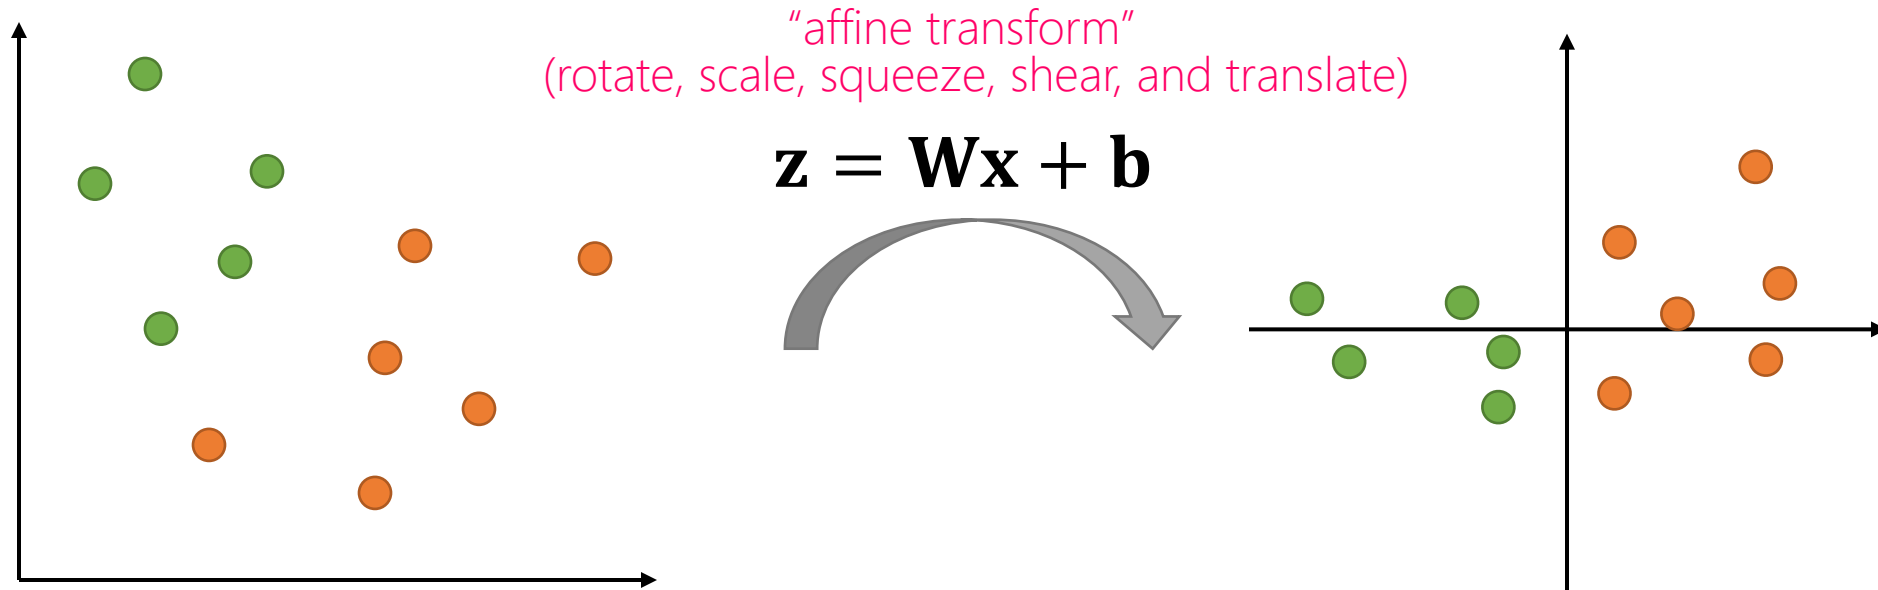 “affine transform”
(rotate, scale, squeeze, shear, and translate)
z = Wx + b